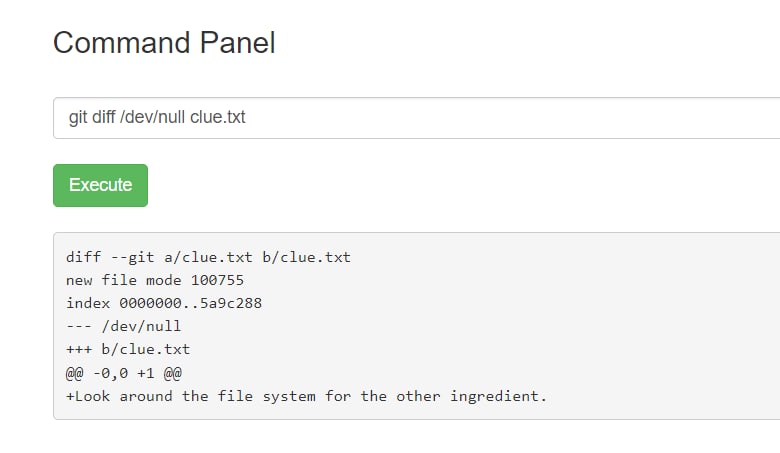 Command Panel
git diff /dev/null clue.txt
Execute
diff --git a/clue.txt b/clue.txt
new file mode 100755
index 0000000..5a9c288
--- /dev/null
+++ b/clue.txt
@@ -0,0 +1 @@
+Look around the file system for the other ingredient.